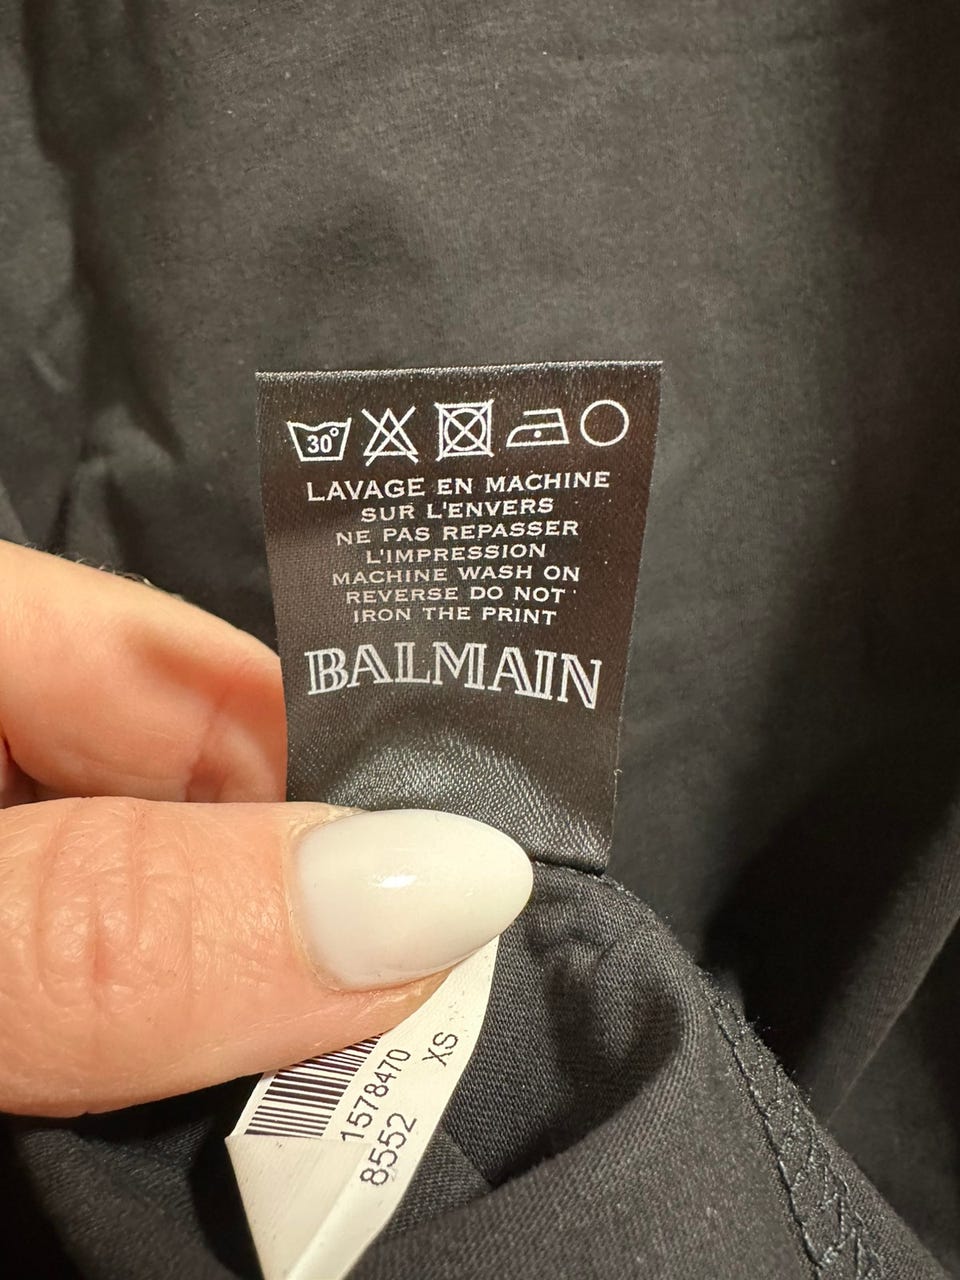 30°
LAVAGE EN MACHINE
SUR L'ENVERS
NE PAS REPASSER
L'IMPRESSION
MACHINE WASH ON
REVERSE DO NOT
IRON THE PRINT
BALMAIN
1578470 XS
8552